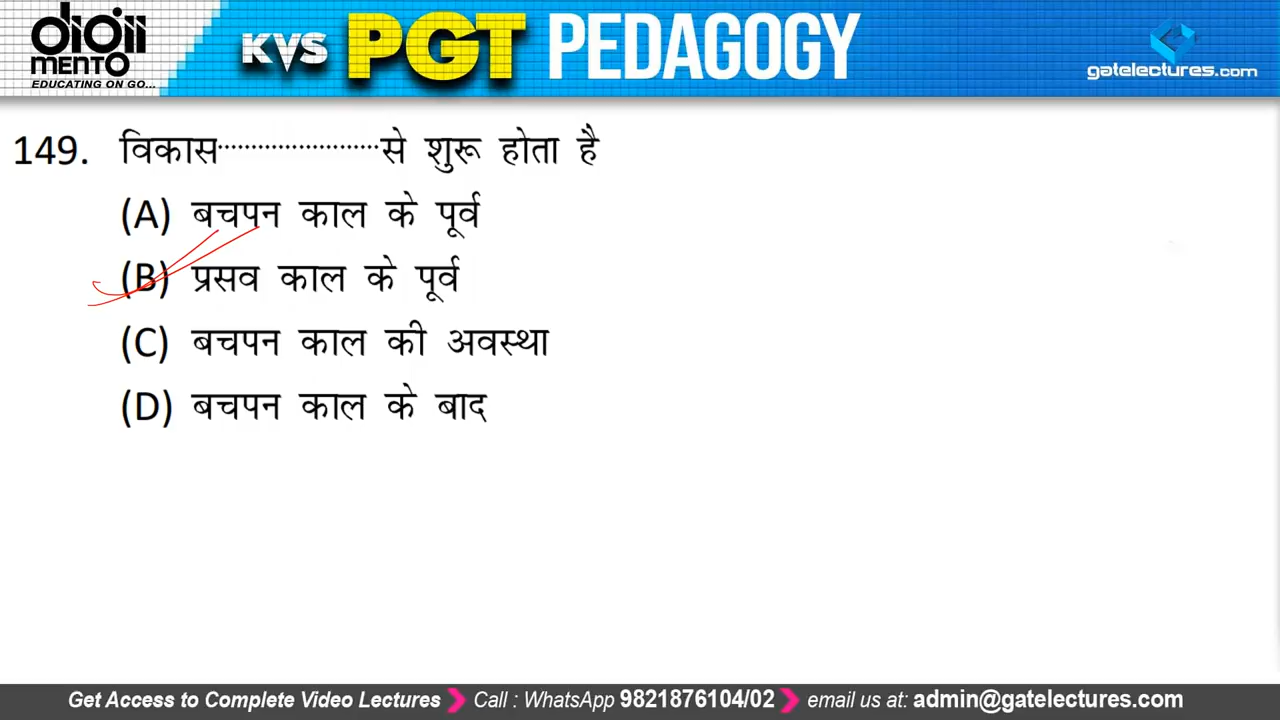 digii
MENTO
EDUCATING ON GO...
KVS PGT PEDAGOGY
gatelectures.com
149. विकास........................से शुरू होता है
(A) बचपन काल के पूर्व
(B) प्रसव काल के पूर्व
(C) बचपन काल की अवस्था
(D) बचपन काल के बाद
Get Access to Complete Video Lectures Call : WhatsApp 9821876104/02 email us at: admin@gatelectures.com